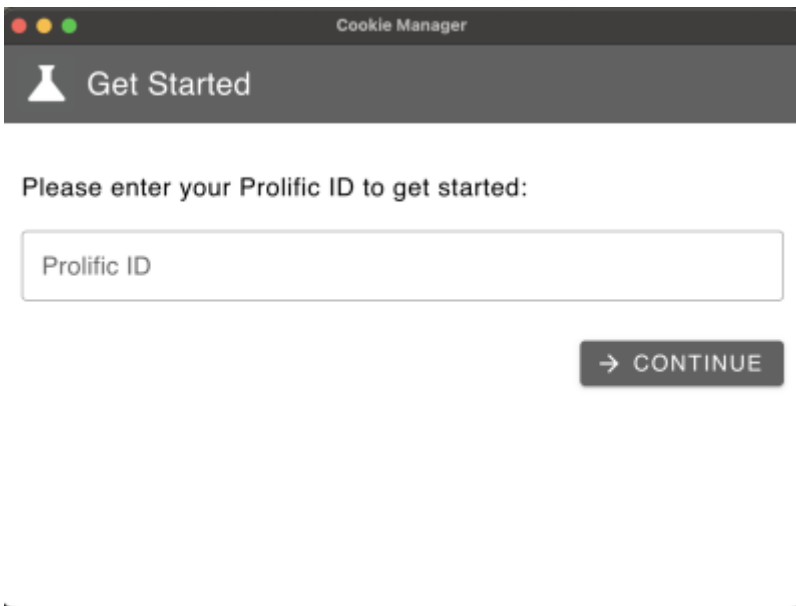 Cookie Manager
Get Started
Please enter your Prolific ID to get started:
Prolific ID
→ CONTINUE